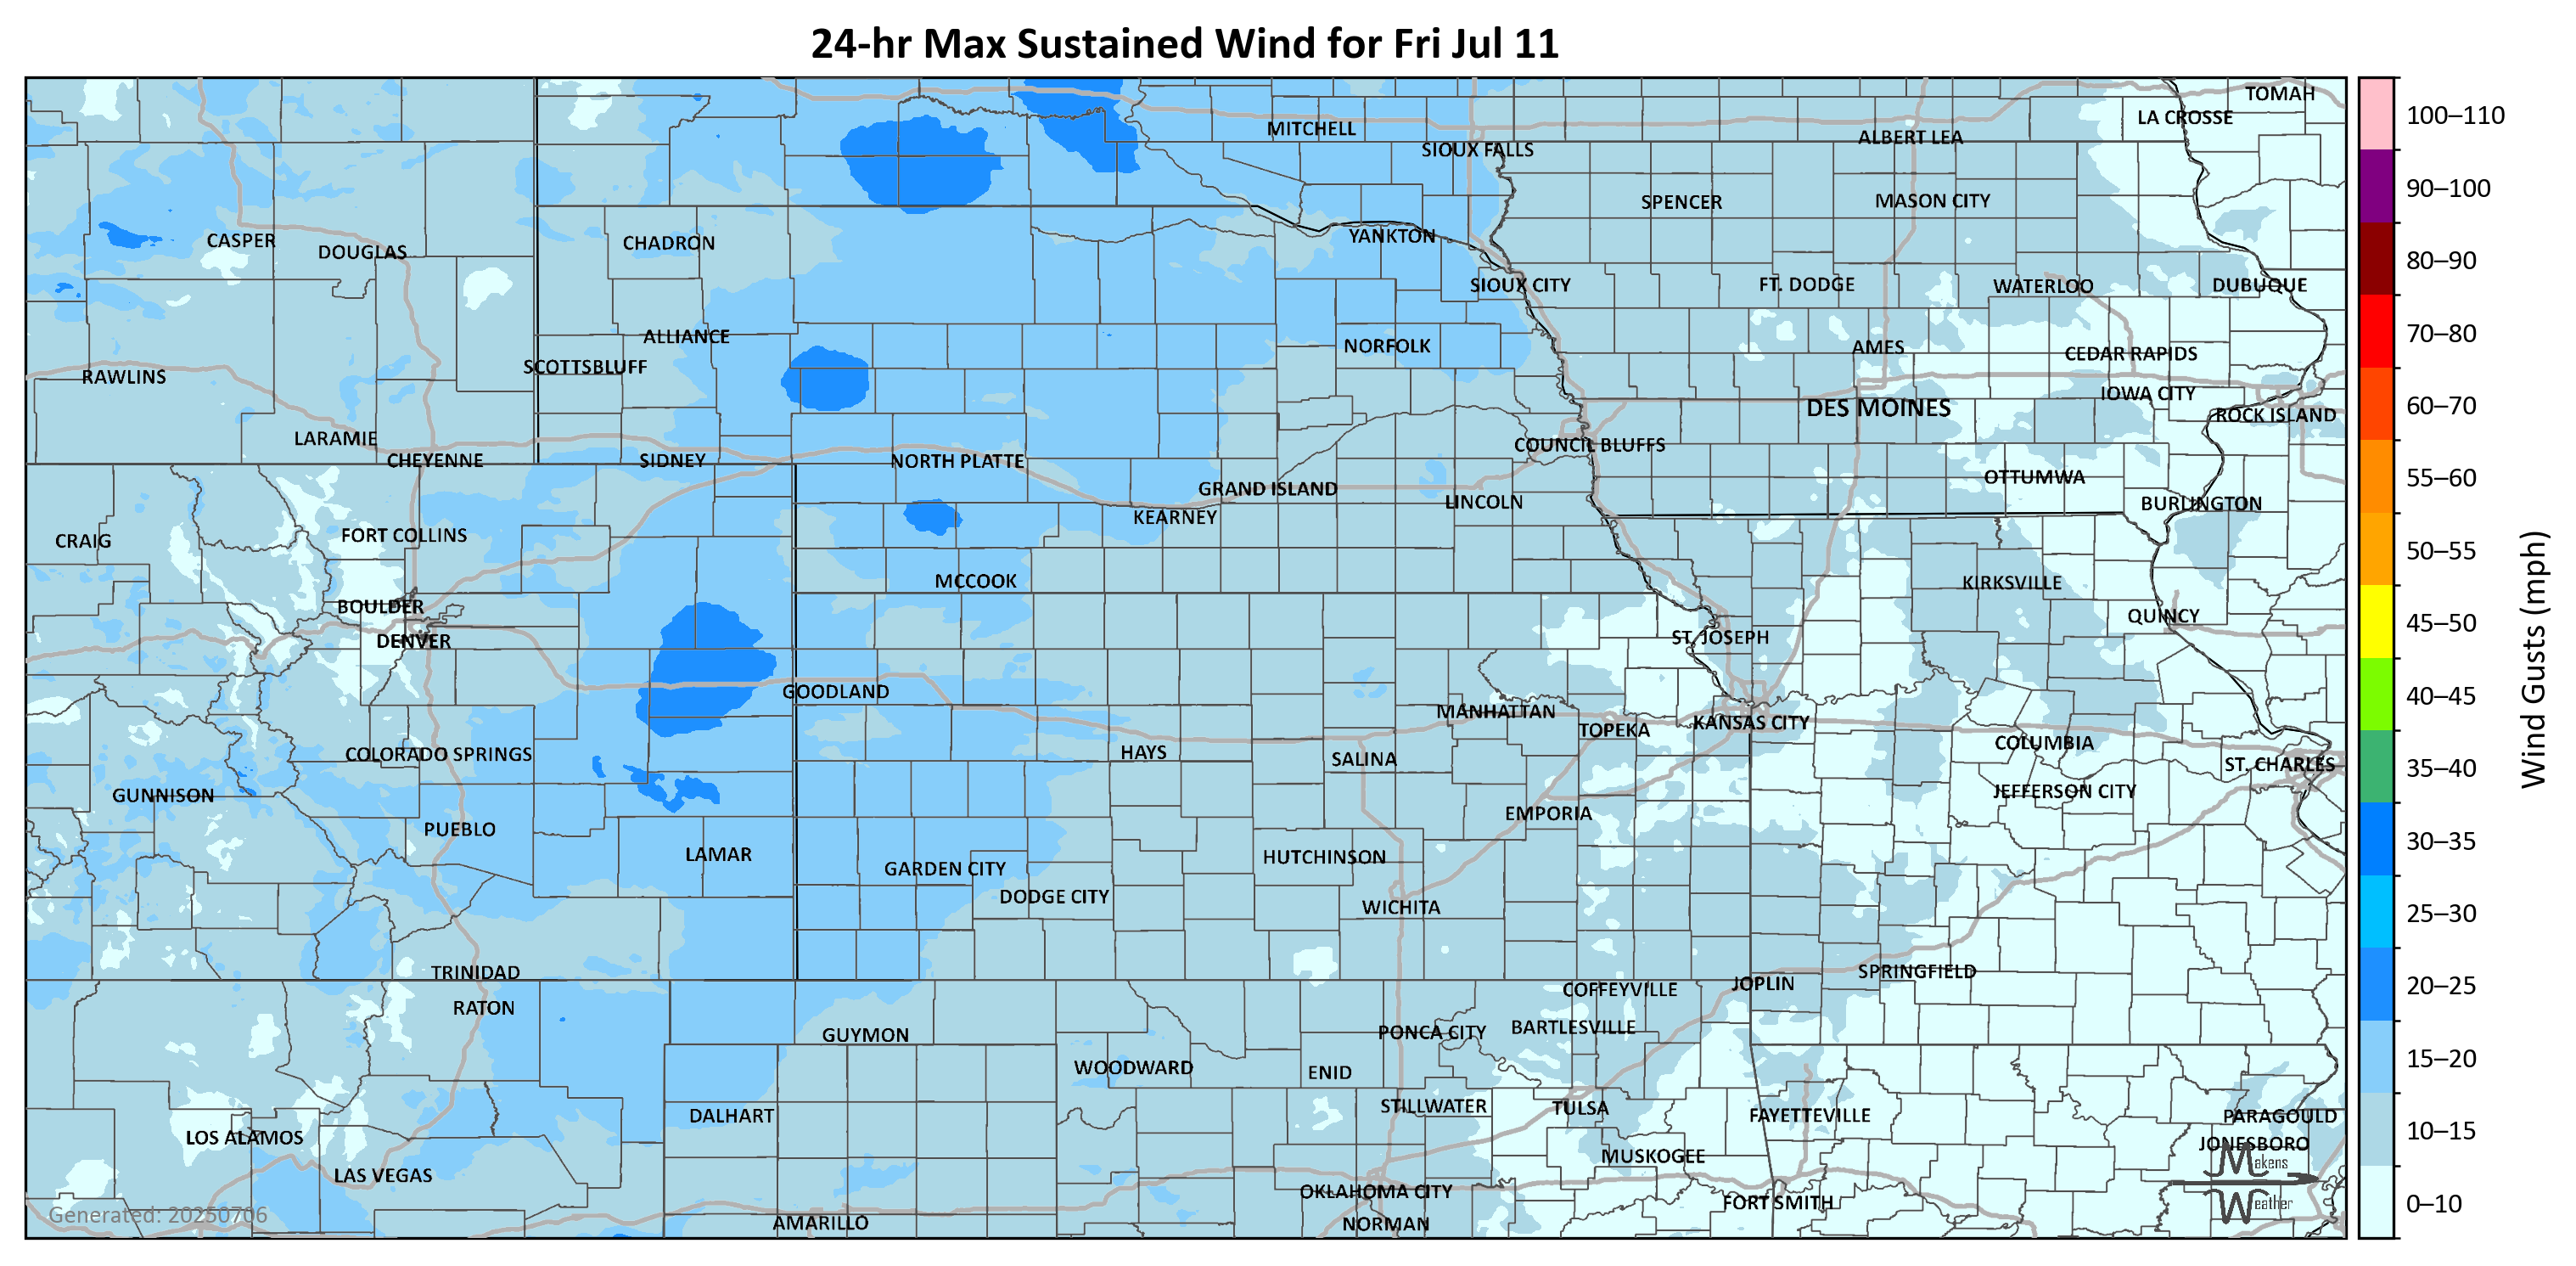 24-hr Max Sustained Wind for Fri Jul 11
TOMAH
LA CROSSE
MITCHELL
ALBERT LEA
SIOUX FALLS
SPENCER
MASON CITY
CASPER
DOUGLAS
CHADRON
YANKTON
SIOUX CITY
FT. DODGE
WATERLOO
DUBUQUE
ALLIANCE
NORFOLK
AMES
CEDAR RAPIDS
SCOTTSBLUFF
RAWLINS
IOWA CITY
DES MOINES
ROCK ISLAND
LARAMIE
COUNCIL BLUFFS
CHEYENNE
SIDNEY
NORTH PLATTE
OTTUMWA
GRAND ISLAND
LINCOLN
BURLINGTON
KEARNEY
CRAIG
FORT COLLINS
MCCOOK
KIRKSVILLE
BOULDER
QUINCY
DENVER
ST. JOSEPH
GOODLAND
MANHATTAN
TOPEKA
KANSAS CITY
COLORADO SPRINGS
HAYS
SALINA
COLUMBIA
ST. CHARLES
GUNNISON
JEFFERSON CITY
EMPORIA
PUEBLO
LAMAR
GARDEN CITY
HUTCHINSON
DODGE CITY
WICHITA
TRINIDAD
SPRINGFIELD
JOPLIN
RATON
COFFEYVILLE
GUYMON
PONCA CITY
BARTLESVILLE
WOODWARD
ENID
DALHART
STILLWATER
TULSA
FAYETTEVILLE
PARAGOULD
LOS ALAMOS
JONESBORO
LAS VEGAS
MUSKOGEE
OKLAHOMA CITY
FORT SMITH
AMARILLO
NORMAN
Makens
Weather
Generated: 20250706
100–110
90–100
80–90
70–80
60–70
55–60
50–55
45–50
40–45
35–40
30–35
25–30
20–25
15–20
10–15
0–10
Wind Gusts (mph)